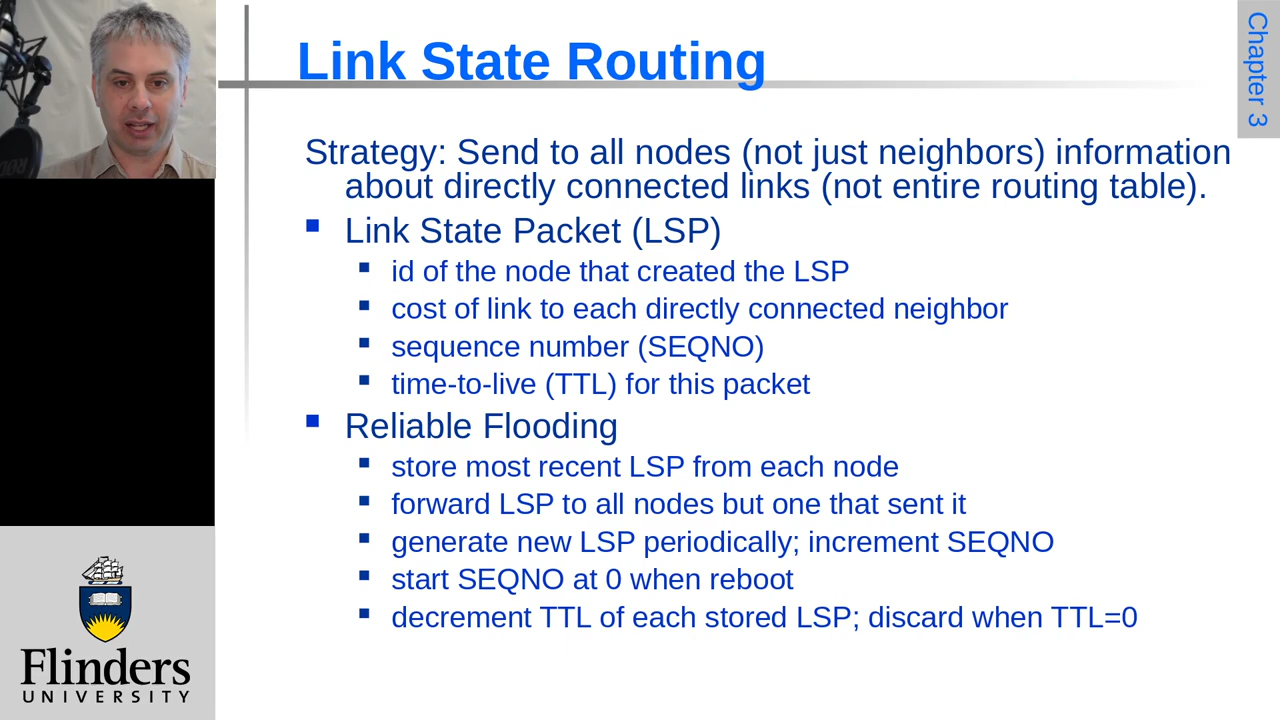 Link State Routing
Chapter 3
Strategy: Send to all nodes (not just neighbors) information
about directly connected links (not entire routing table).
Link State Packet (LSP)
id of the node that created the LSP
cost of link to each directly connected neighbor
sequence number (SEQNO)
time-to-live (TTL) for this packet
Reliable Flooding
store most recent LSP from each node
forward LSP to all nodes but one that sent it
generate new LSP periodically; increment SEQNO
start SEQNO at 0 when reboot
decrement TTL of each stored LSP; discard when TTL=0
Flinders
UNIVERSITY